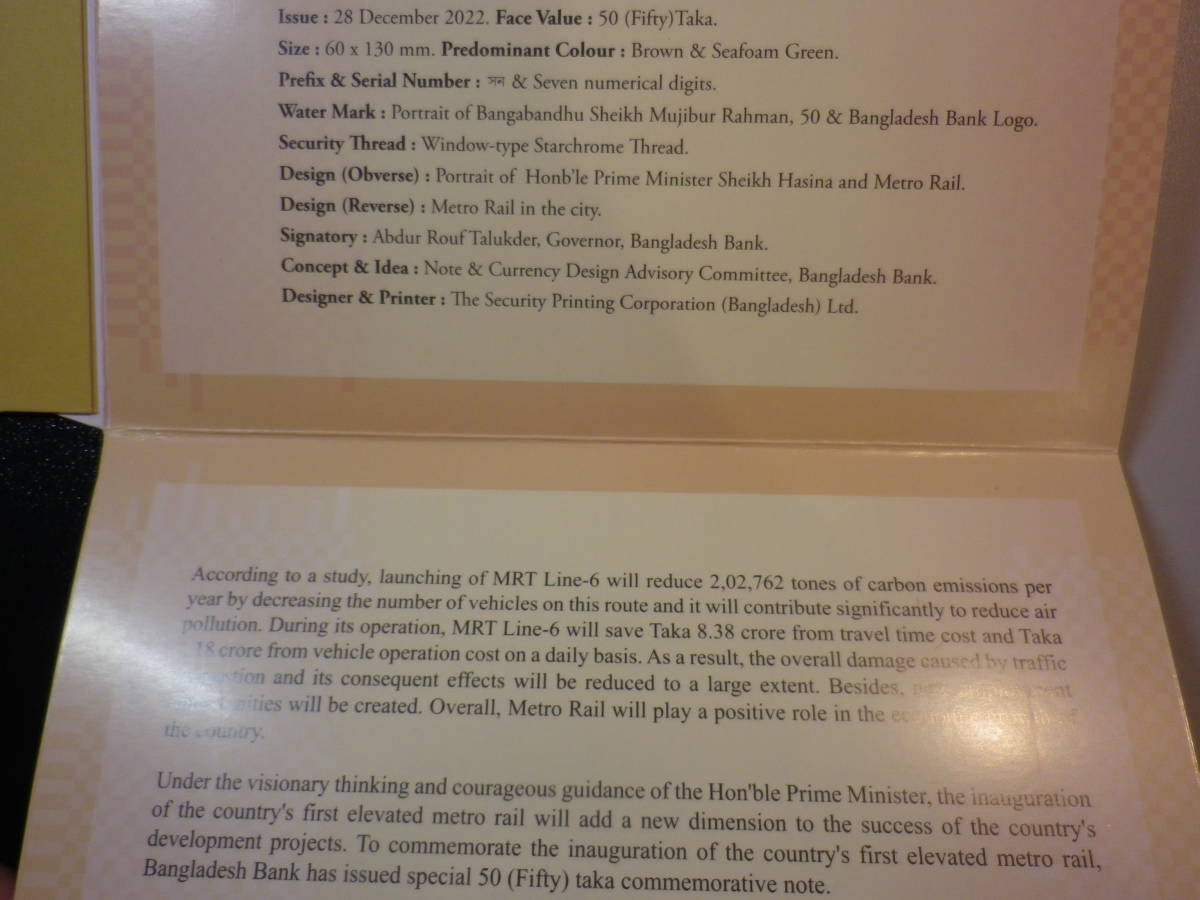 Issue : 28 December 2022. Face Value : 50 (Fifty)Taka.
Size : 60 x 130 mm. Predominant Colour : Brown & Seafoam Green.
Prefix & Serial Number : সন & Seven numerical digits.
Water Mark : Portrait of Bangabandhu Sheikh Mujibur Rahman, 50 & Bangladesh Bank Logo.
Security Thread : Window-type Starchrome Thread.
Design (Obverse) : Portrait of Honb'le Prime Minister Sheikh Hasina and Metro Rail.
Design (Reverse) : Metro Rail in the city.
Signatory : Abdur Rouf Talukder, Governor, Bangladesh Bank.
Concept & Idea : Note & Currency Design Advisory Committee, Bangladesh Bank.
Designer & Printer : The Security Printing Corporation (Bangladesh) Ltd.
According to a study, launching of MRT Line-6 will reduce 2,02,762 tones of carbon emissions per
year by decreasing the number of vehicles on this route and it will contribute significantly to reduce air
pollution. During its operation, MRT Line-6 will save Taka 8.38 crore from travel time cost and Taka
crore from vehicle operation cost on a daily basis. As a result, the overall damage caused by traffic
and its consequent effects will be reduced to a large extent. Besides,
will be created. Overall, Metro Rail will play a positive role in the of
the country.
Under the visionary thinking and courageous guidance of the Hon'ble Prime Minister, the inauguration
of the country's first elevated metro rail will add a new dimension to the success of the country's
development projects. To commemorate the inauguration of the country's first elevated metro rail,
Bangladesh Bank has issued special 50 (Fifty) taka commemorative note.